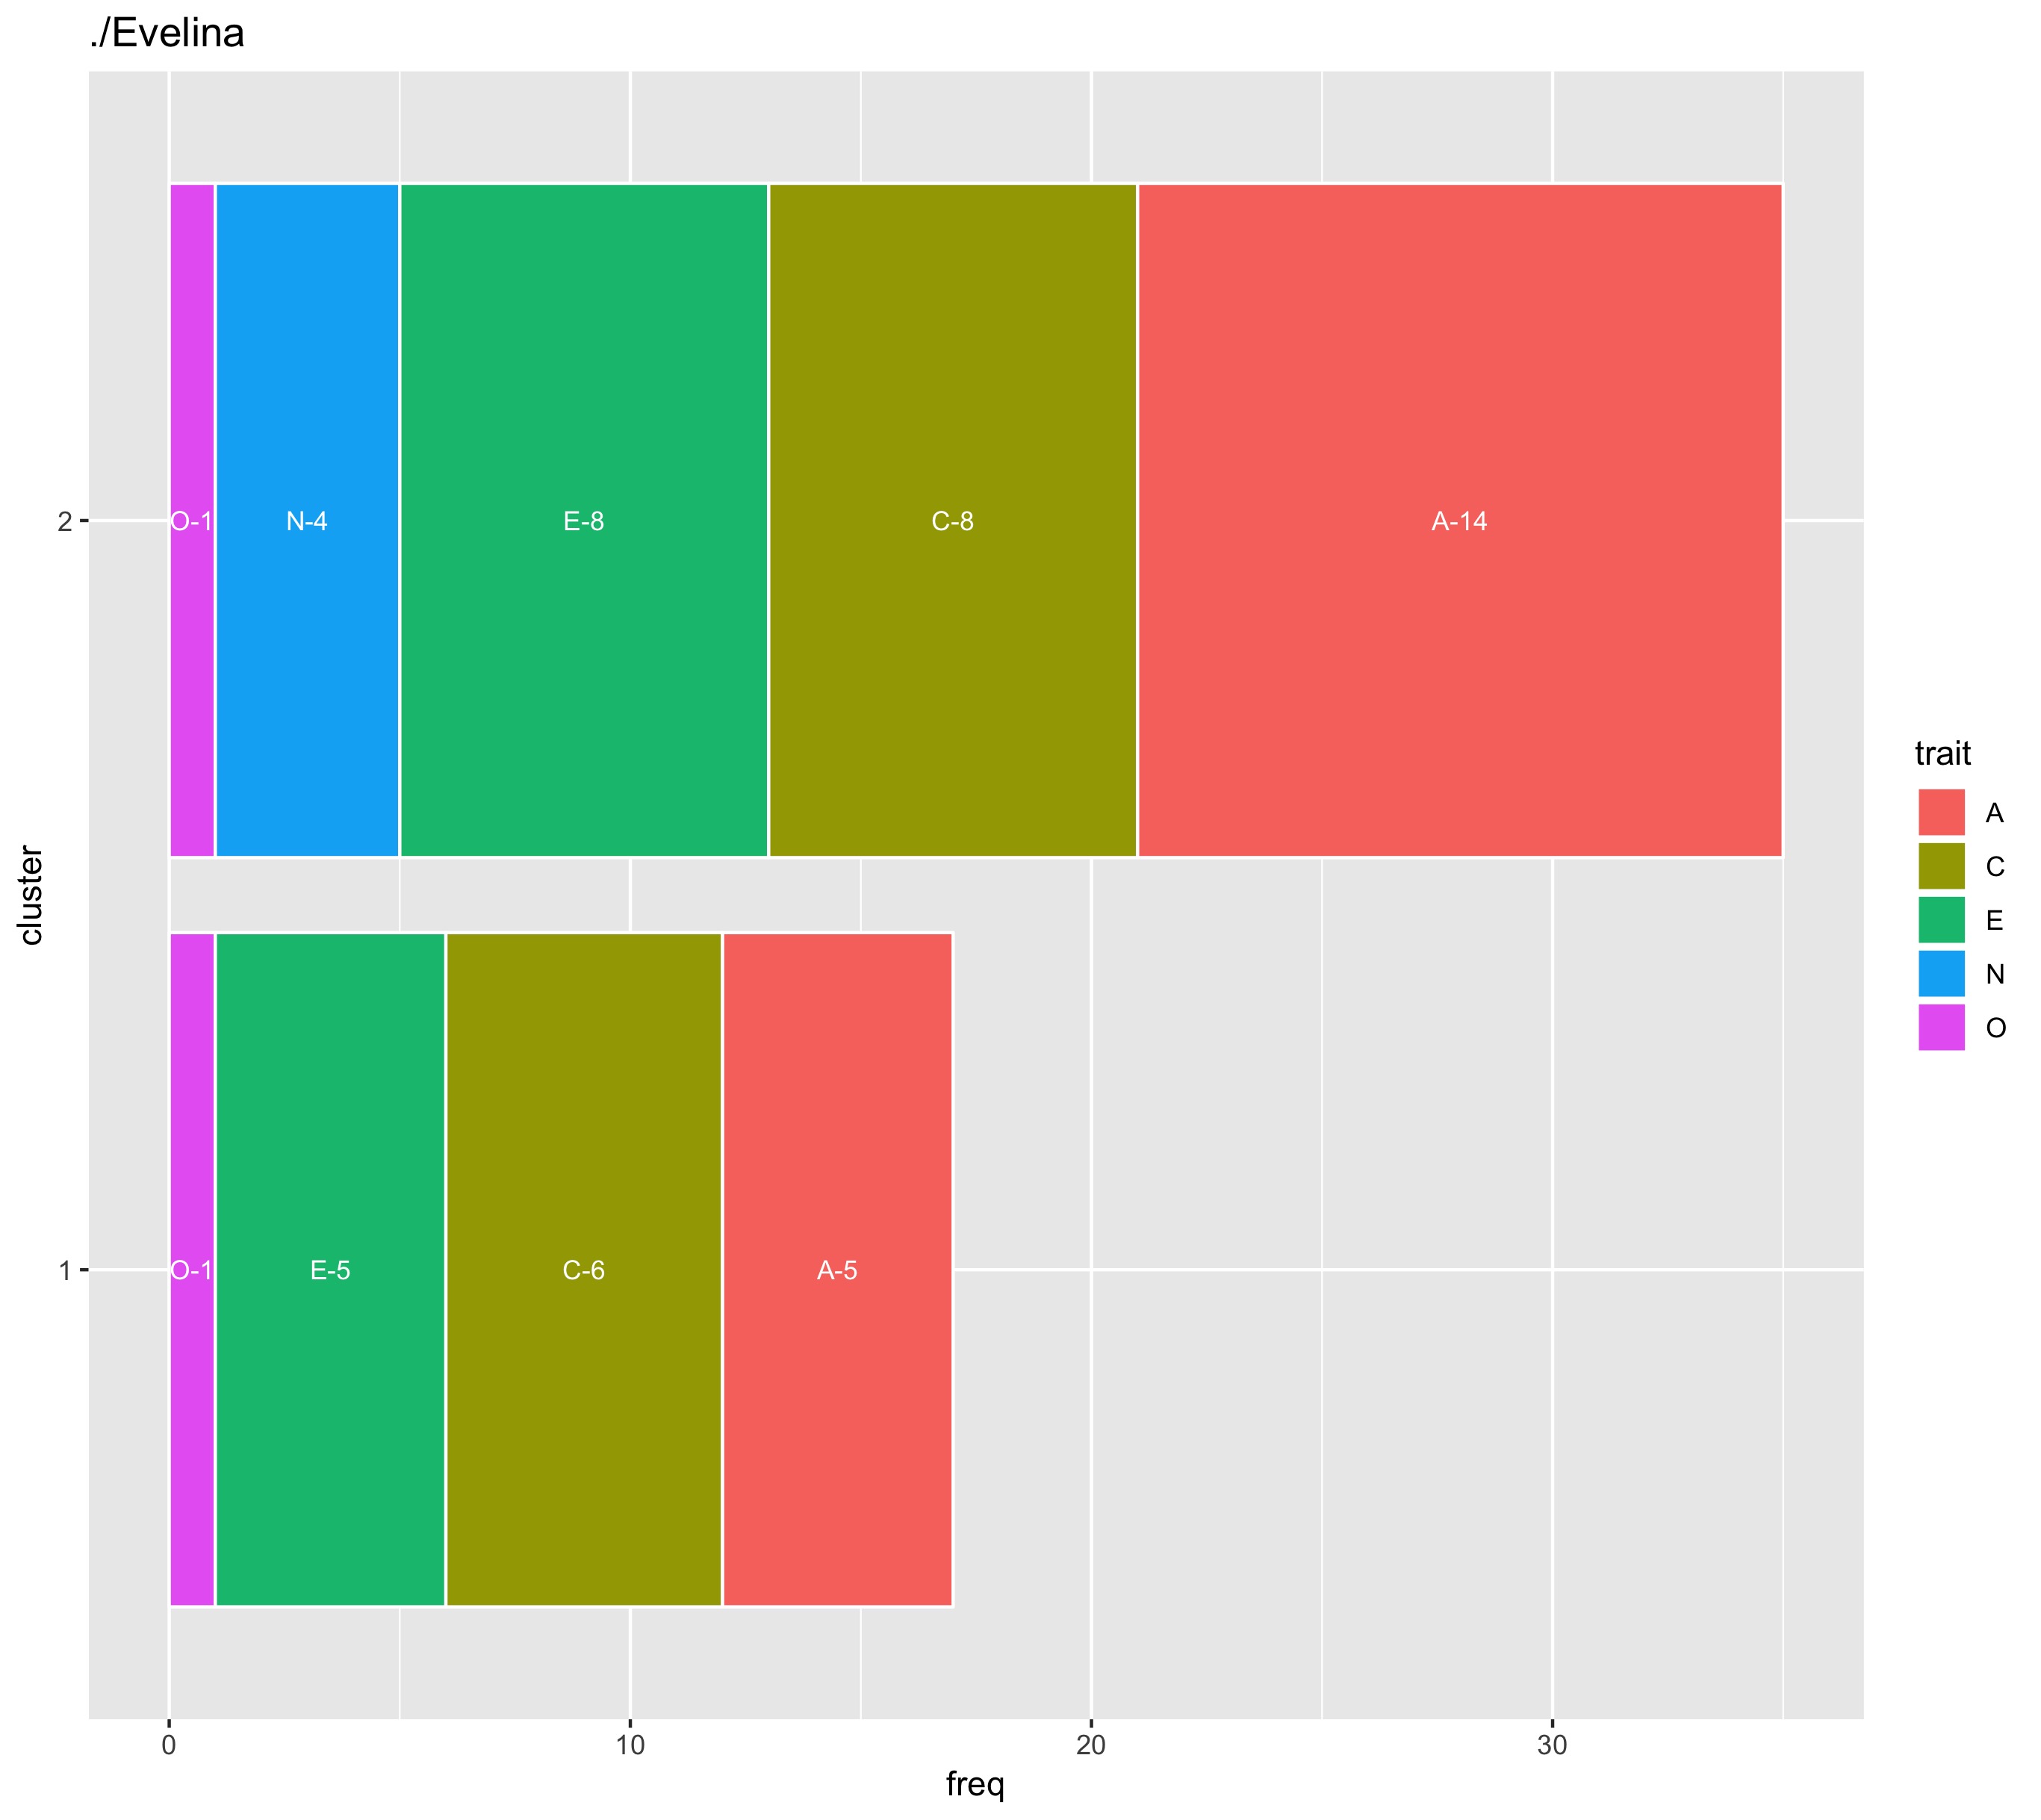 ./Evelina
cluster
2
O-1 N-4 E-8 C-8 A-14
1
O-1 E-5 C-6 A-5
0 10 20 30
freq
trait
A
C
E
N
O